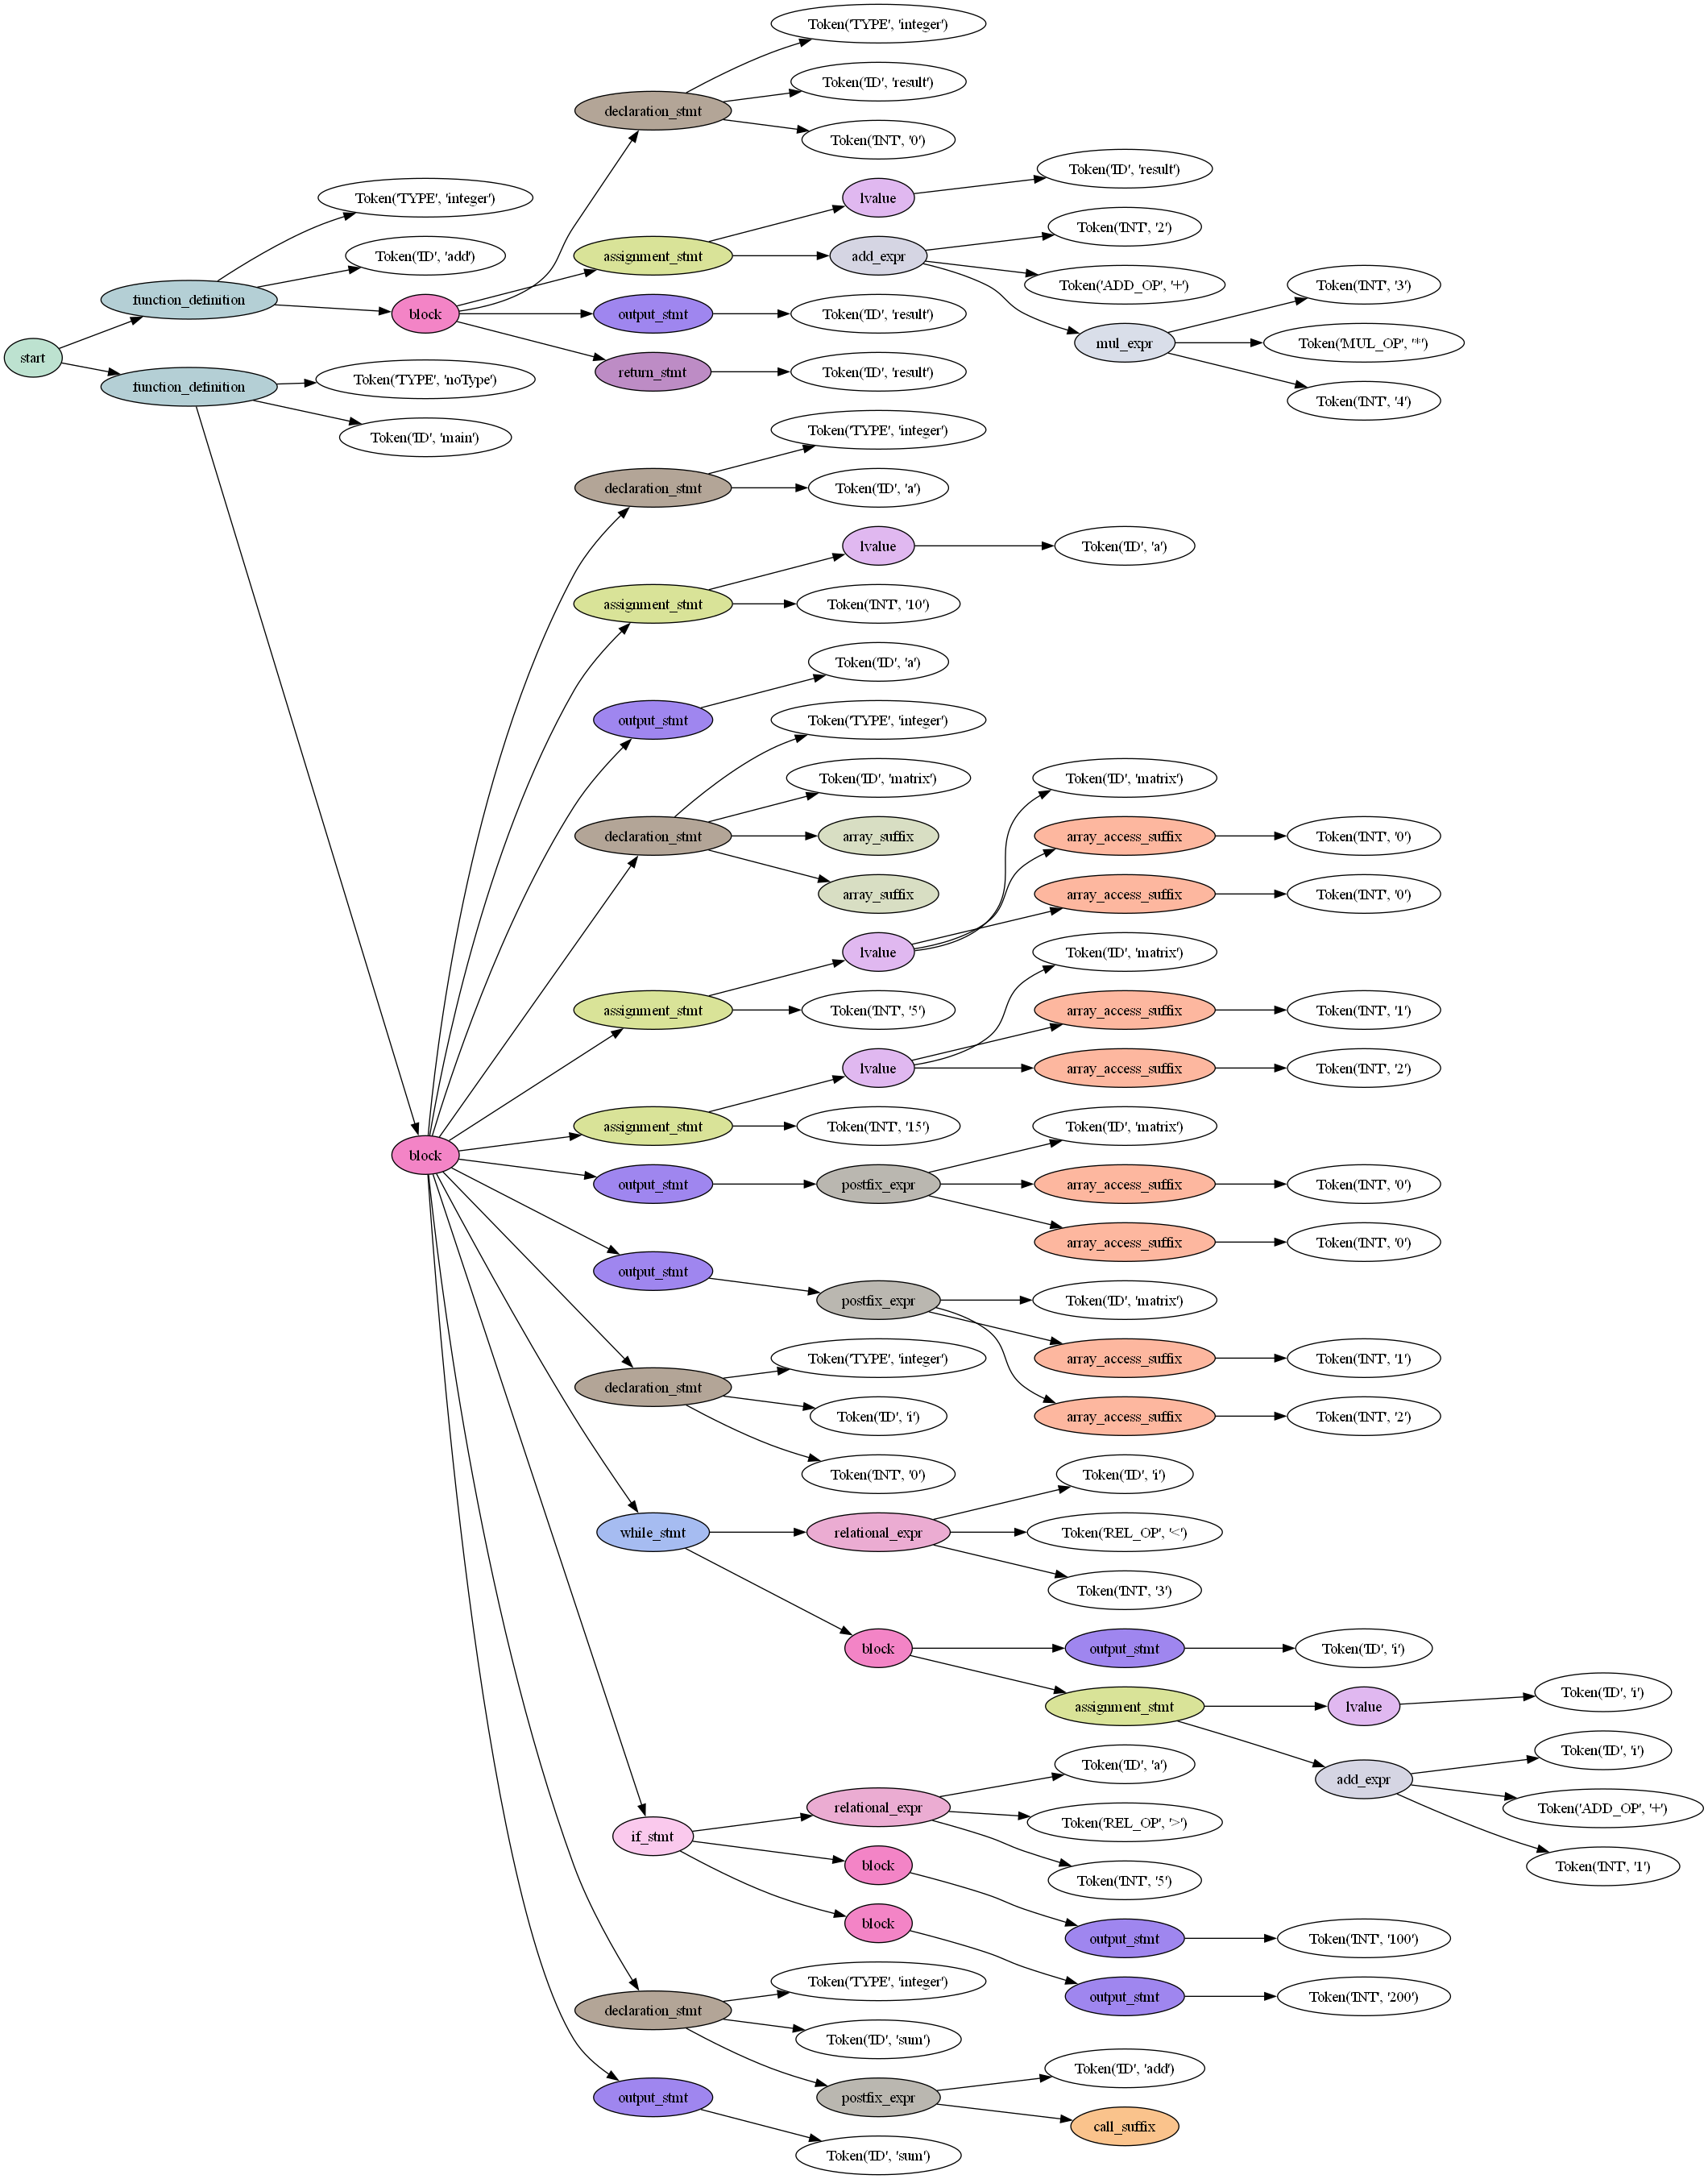 start
function_definition
Token('TYPE', 'integer')
Token('ID', 'add')
block
declaration_stmt
Token('TYPE', 'integer')
Token('ID', 'result')
Token('INT', '0')
assignment_stmt
lvalue
Token('ID', 'result')
add_expr
Token('INT', '2')
Token('ADD_OP', '+')
mul_expr
Token('INT', '3')
Token('MUL_OP', '*')
Token('INT', '4')
output_stmt
Token('ID', 'result')
return_stmt
Token('ID', 'result')
function_definition
Token('TYPE', 'noType')
Token('ID', 'main')
block
declaration_stmt
Token('TYPE', 'integer')
Token('ID', 'a')
assignment_stmt
lvalue
Token('ID', 'a')
Token('INT', '10')
output_stmt
Token('ID', 'a')
declaration_stmt
Token('TYPE', 'integer')
Token('ID', 'matrix')
array_suffix
array_suffix
assignment_stmt
lvalue
Token('ID', 'matrix')
array_access_suffix
Token('INT', '0')
array_access_suffix
Token('INT', '0')
Token('INT', '5')
assignment_stmt
lvalue
Token('ID', 'matrix')
array_access_suffix
Token('INT', '1')
array_access_suffix
Token('INT', '2')
Token('INT', '15')
output_stmt
postfix_expr
Token('ID', 'matrix')
array_access_suffix
Token('INT', '0')
array_access_suffix
Token('INT', '0')
output_stmt
postfix_expr
Token('ID', 'matrix')
array_access_suffix
Token('INT', '1')
array_access_suffix
Token('INT', '2')
declaration_stmt
Token('TYPE', 'integer')
Token('ID', 'i')
Token('INT', '0')
while_stmt
relational_expr
Token('ID', 'i')
Token('REL_OP', '<')
Token('INT', '3')
block
output_stmt
Token('ID', 'i')
assignment_stmt
lvalue
Token('ID', 'i')
add_expr
Token('ID', 'i')
Token('ADD_OP', '+')
Token('INT', '1')
if_stmt
relational_expr
Token('ID', 'a')
Token('REL_OP', '>')
Token('INT', '5')
block
output_stmt
Token('INT', '100')
block
output_stmt
Token('INT', '200')
declaration_stmt
Token('TYPE', 'integer')
Token('ID', 'sum')
postfix_expr
Token('ID', 'add')
call_suffix
output_stmt
Token('ID', 'sum')